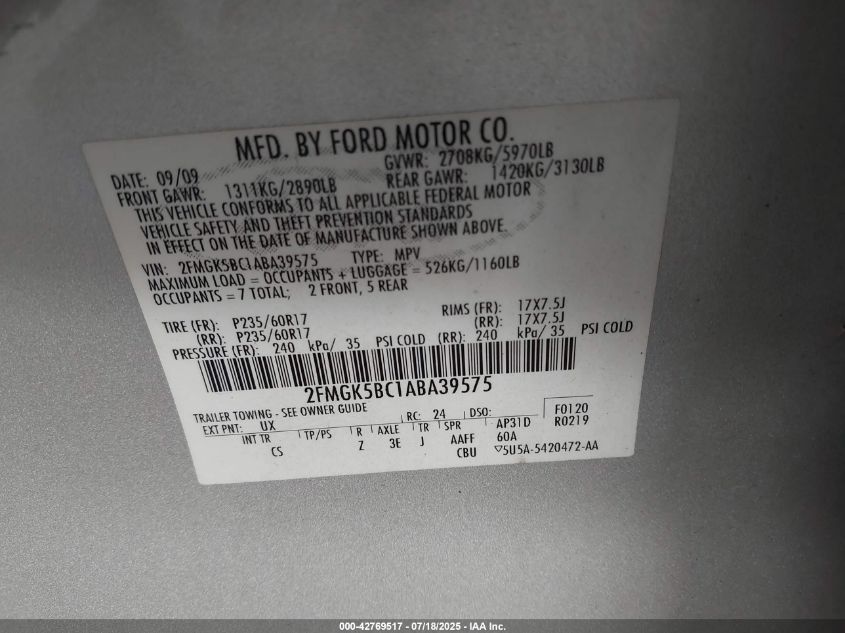 MFD. BY FORD MOTOR CO.
DATE: 09/09 GVWR: 2708KG/5970LB
FRONT GAWR: 1311KG/2890LB REAR GAWR: 1420KG/3130LB
THIS VEHICLE CONFORMS TO ALL APPLICABLE FEDERAL MOTOR
VEHICLE SAFETY AND THEFT PREVENTION STANDARDS
IN EFFECT ON THE DATE OF MANUFACTURE SHOWN ABOVE.
VIN: 2FMGK5BC1ABA39575 TYPE: MPV
MAXIMUM LOAD = OCCUPANTS + LUGGAGE = 526KG/1160LB
OCCUPANTS = 7 TOTAL; 2 FRONT, 5 REAR
TIRE (FR): P235/60R17 RIMS (FR): 17X7.5J
(RR): P235/60R17 (RR): 17X7.5J
PRESSURE (FR): 240 kPa/ 35 PSI COLD (RR): 240 kPa/ 35 PSI COLD
2FMGK5BC1ABA39575
TRAILER TOWING - SEE OWNER GUIDE
EXT PNT: UX RC: 24 DSO: AP31D F0120
INT TR TP/PS R AXLE TR SPR 60A R0219
CS Z 3E J AAFF
CBU ▽5U5A-5420472-AA
000-42769517 - 07/18/2025 - IAA Inc.